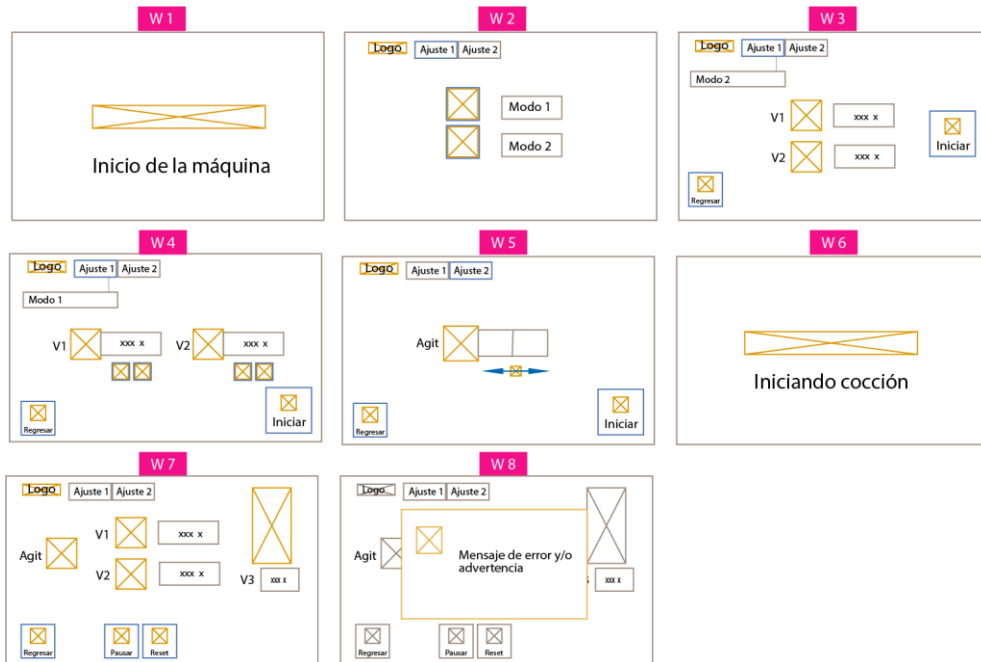 W 1
Inicio de la máquina
W 2
Logo
Ajuste 1
Ajuste 2
Modo 1
Modo 2
W 3
Logo
Ajuste 1
Ajuste 2
Modo 2
V1
xxx x
V2
xxx x
Iniciar
Regresar
W 4
Logo
Ajuste 1
Ajuste 2
Modo 1
V1
xxx x
V2
xxx x
Regresar
Iniciar
W 5
Logo
Ajuste 1
Ajuste 2
Agit
Regresar
Iniciar
W 6
Iniciando cocción
W 7
Logo
Ajuste 1
Ajuste 2
Agit
V1
xxx x
V2
xxx x
V3
xxx x
Regresar
Pausar
Reset
W 8
Logo
Ajuste 1
Ajuste 2
Agit
Mensaje de error y/o
advertencia
xxx x
Regresar
Pausar
Reset